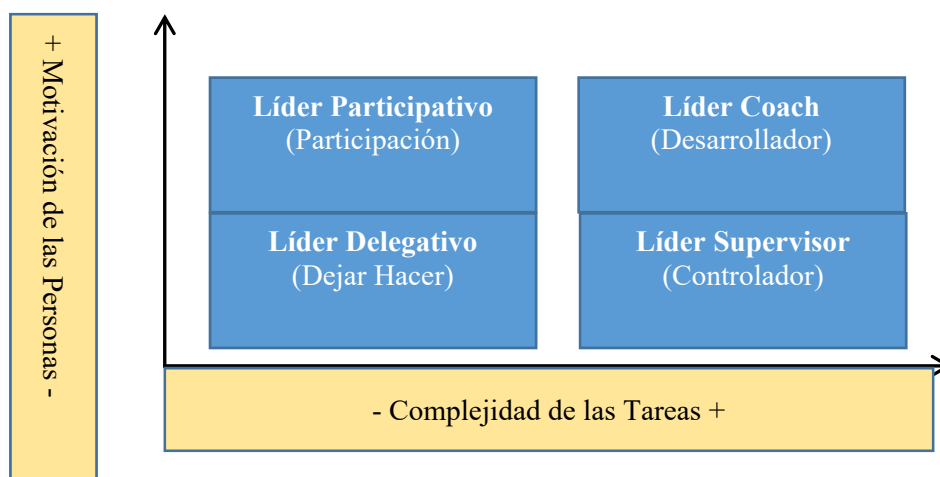 + Motivación de las Personas -
Líder Participativo
(Participación)
Líder Coach
(Desarrollador)
Líder Delegativo
(Dejar Hacer)
Líder Supervisor
(Controlador)
- Complejidad de las Tareas +